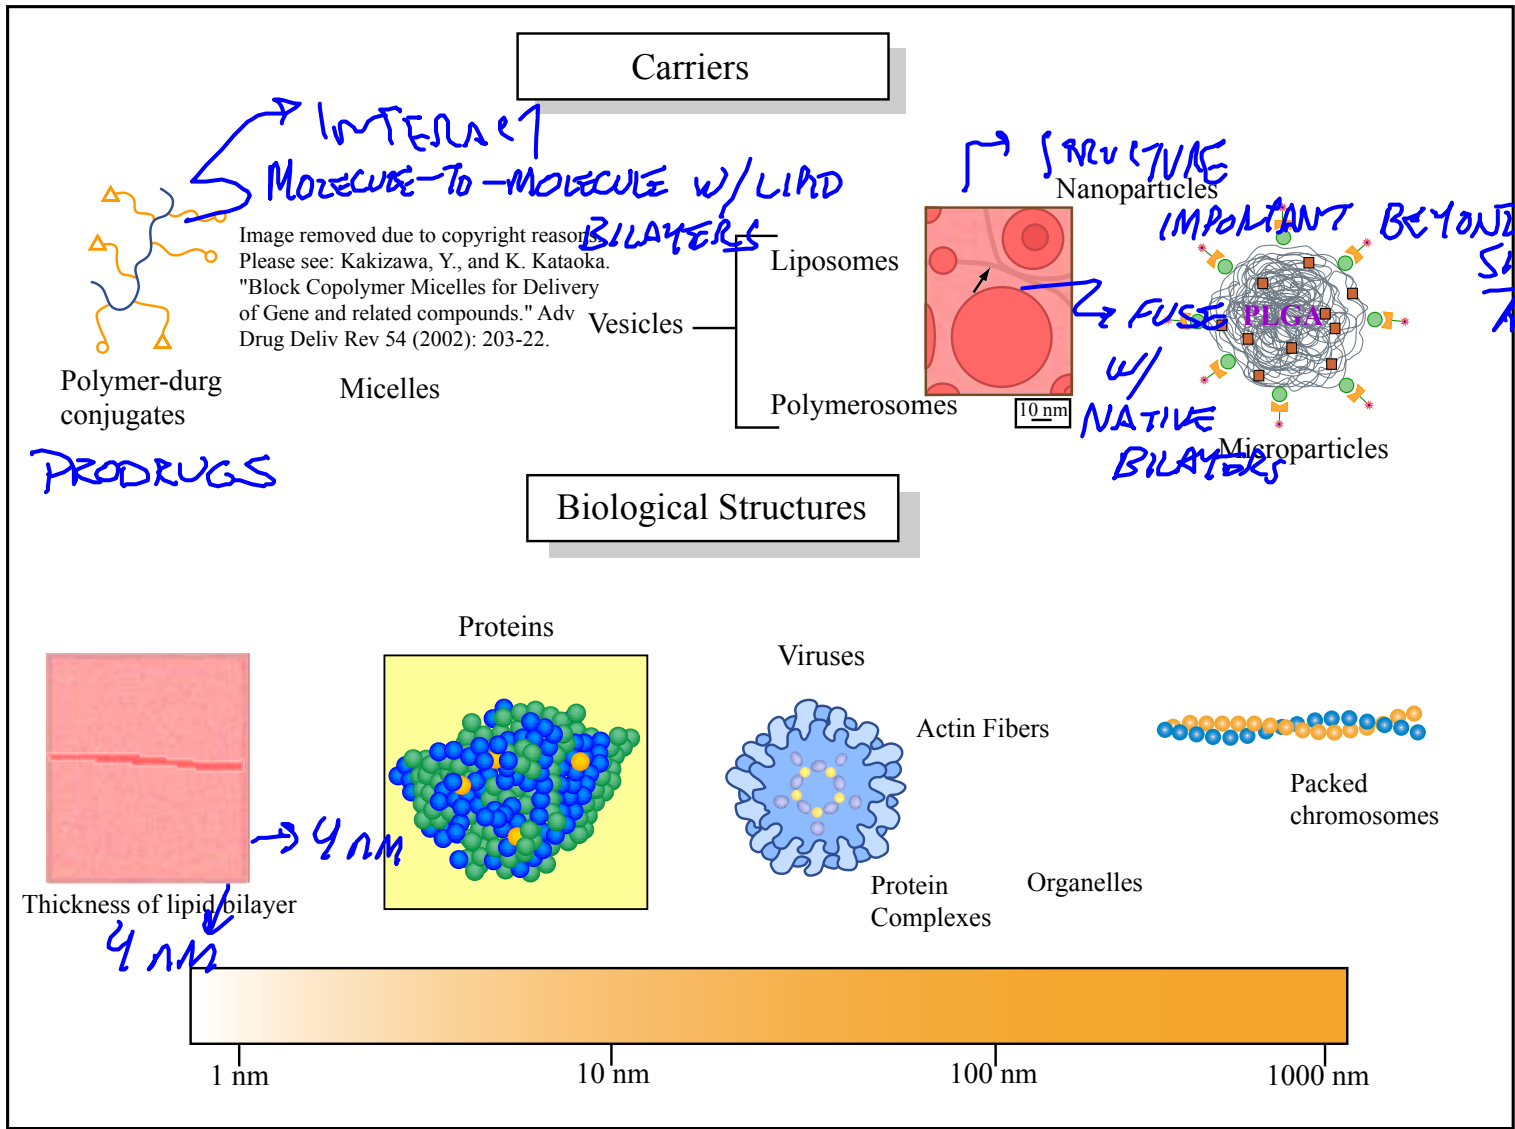 Carriers
INTERACT
MOLECULE-TO-MOLECULE W/ LIPID
BILAYERS
STRUCTURE
Nanoparticles
IMPORTANT BEYOND
Image removed due to copyright reasons.
Please see: Kakizawa, Y., and K. Kataoka.
"Block Copolymer Micelles for Delivery
of Gene and related compounds." Adv
Drug Deliv Rev 54 (2002): 203-22.
Vesicles
Liposomes
Polymerosomes
10 nm
FUSE
W/
NATIVE
BILAYERS
PLGA
Microparticles
Polymer-durg
conjugates
Micelles
PRODRUGS
Biological Structures
Proteins
Viruses
Actin Fibers
Packed
chromosomes
Protein
Complexes
Organelles
4 nM
Thickness of lipid bilayer
4 nM
1 nm
10 nm
100 nm
1000 nm